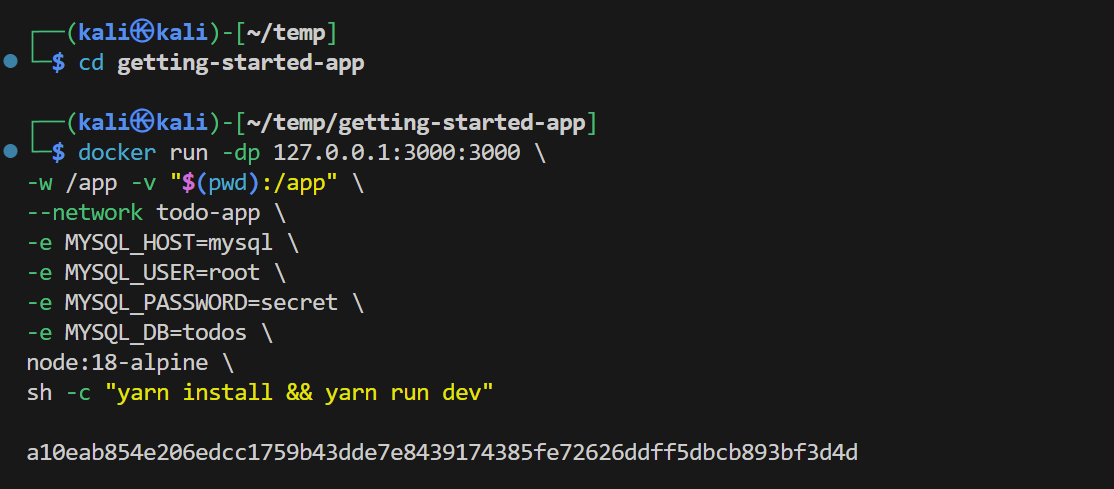 ┌──(kali㉿kali)-[~/temp]
└─$ cd getting-started-app
┌──(kali㉿kali)-[~/temp/getting-started-app]
└─$ docker run -dp 127.0.0.1:3000:3000 \
-w /app -v "$(pwd):/app" \
--network todo-app \
-e MYSQL_HOST=mysql \
-e MYSQL_USER=root \
-e MYSQL_PASSWORD=secret \
-e MYSQL_DB=todos \
node:18-alpine \
sh -c "yarn install && yarn run dev"
a10eab854e206edcc1759b43dde7e8439174385fe72626ddff5dbcb893bf3d4d